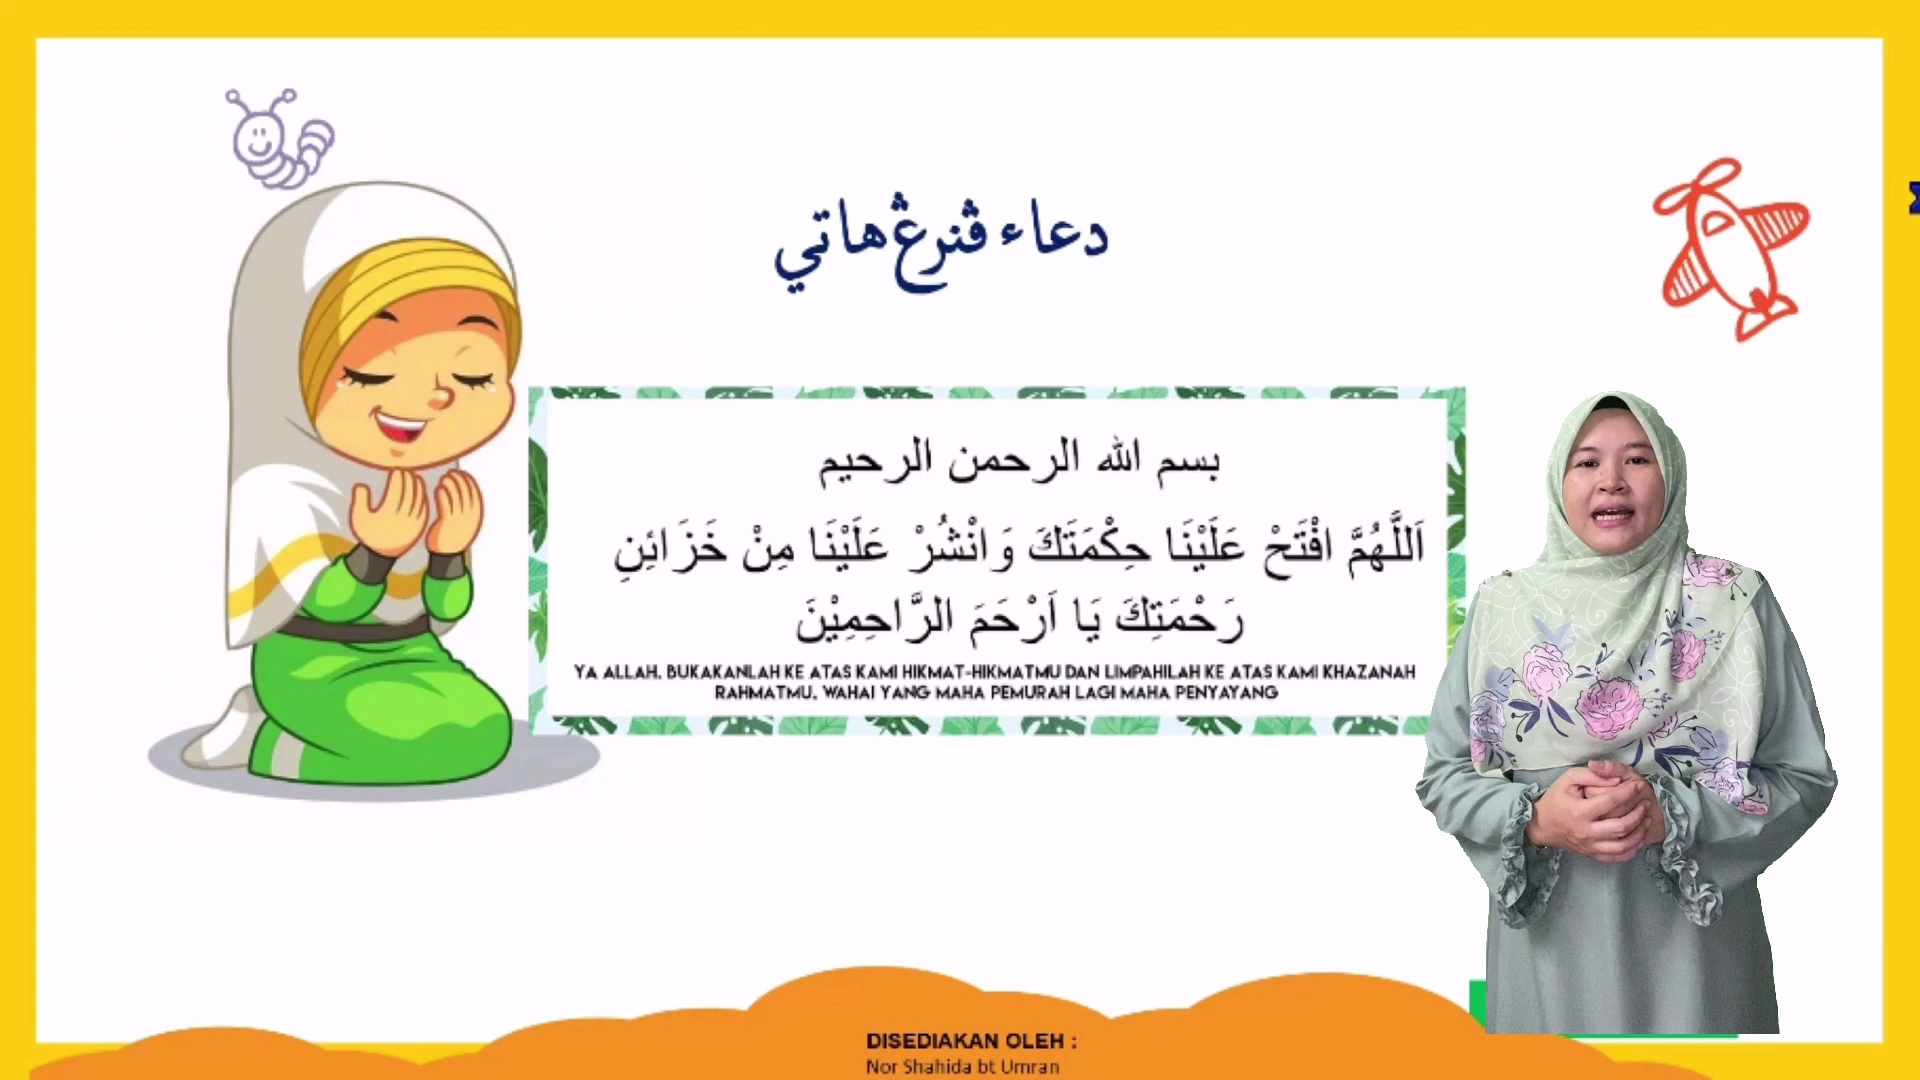 دعاء ڤنرڠ هاتي
بسم الله الرحمن الرحيم
اَللَّهُمَّ افْتَحْ عَلَيْنَا حِكْمَتَكَ وَانْشُرْ عَلَيْنَا مِنْ خَزَائِنِ
رَحْمَتِكَ يَا اَرْحَمَ الرَّاحِمِيْنَ
YA ALLAH, BUKAKANLAH KE ATAS KAMI HIKMAT-HIKMATMU DAN LIMPAHILAH KE ATAS KAMI KHAZANAH
RAHMATMU, WAHAI YANG MAHA PEMURAH LAGI MAHA PENYAYANG
DISEDIAKAN OLEH :
Nor Shahida bt Umran